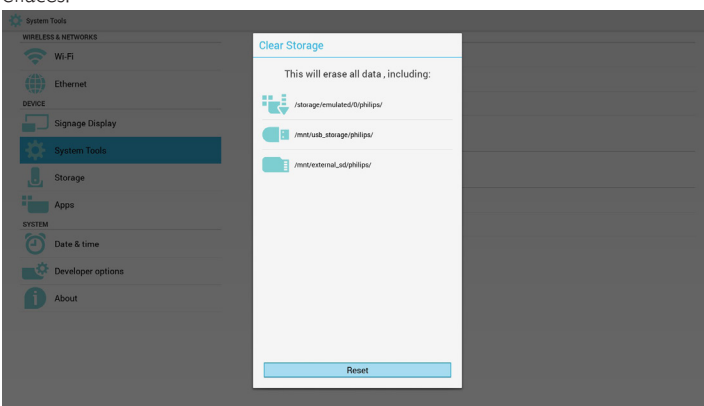 System Tools
WIRELESS & NETWORKS
Wi-Fi
Ethernet
DEVICE
Signage Display
System Tools
Storage
Apps
SYSTEM
Date & time
Developer options
About
Clear Storage
This will erase all data , including:
/storage/emulated/0/philips/
/mnt/usb_storage/philips/
/mnt/external_sd/philips/
Reset